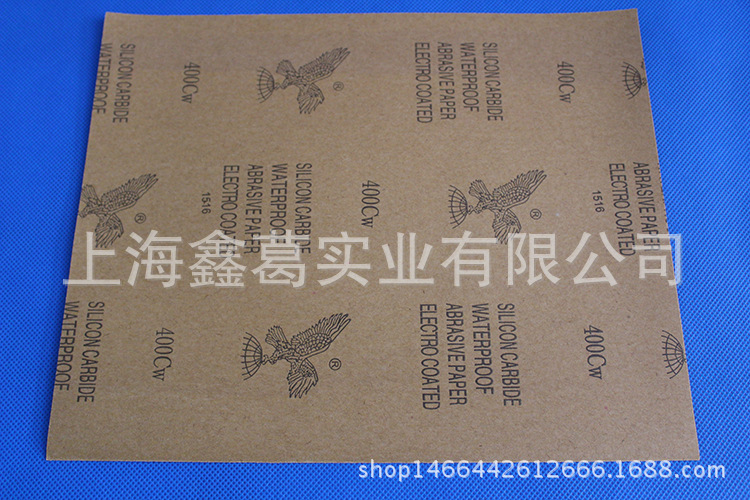 SILICON CARBIDE
WATERPROOF
400Cw
®
SILICON CARBIDE
WATERPROOF
ABRASIVE PAPER
ELECTRO COATED
400Cw
®
SILICON CARBIDE
WATERPROOF
ABRASIVE PAPER
ELECTRO COATED
1516
400Cw
®
ABRASIVE PAPER
ELECTRO COATED
1516
上海鑫葛实业有限公司
SILICON CARBIDE
WATERPROOF
400Cw
®
SILICON CARBIDE
WATERPROOF
ABRASIVE PAPER
ELECTRO COATED
400Cw
shop1466442612666.1688.com